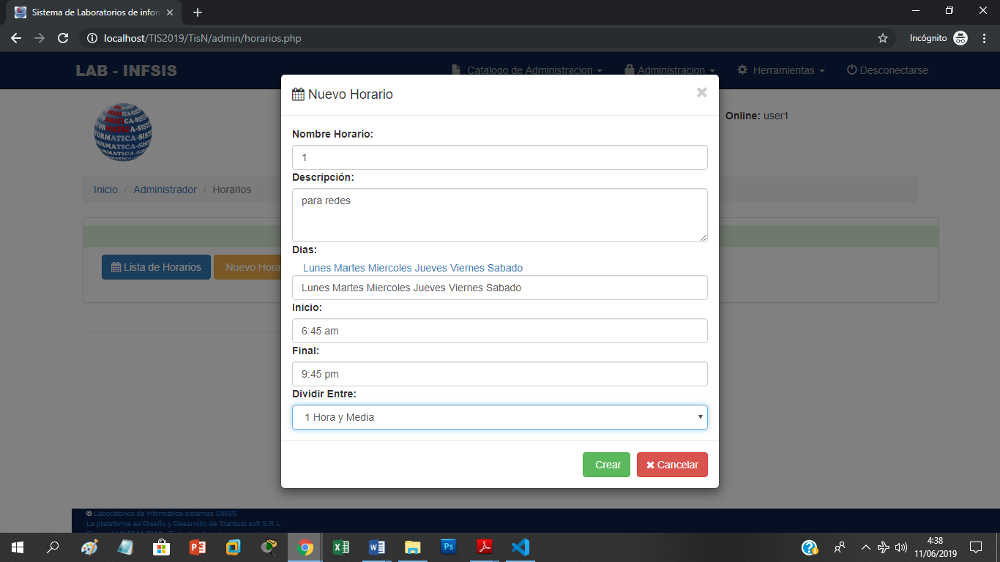 Sistema de Laboratorios de infor
localhost/TIS2019/TisN/admin/horarios.php
Incógnito
LAB - INFSIS
Catalogo de Administracion
Administracion
Herramientas
Desconectarse
Nuevo Horario
Online: user1
Nombre Horario:
1
Descripción:
para redes
Inicio / Administrador / Horarios
Dias:
Lunes Martes Miercoles Jueves Viernes Sabado
Lunes Martes Miercoles Jueves Viernes Sabado
Lista de Horarios
Nuevo Hora
Inicio:
6:45 am
Final:
9:45 pm
Dividir Entre:
1 Hora y Media
Crear
Cancelar
© Laboratorios de informatica-sistemas UMSS
La plataforma es Diseño y Desarrollo de Stardust soft S.R.L
4:38
11/06/2019